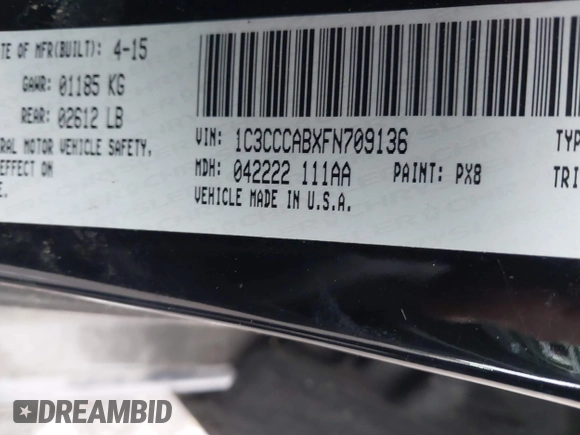 TE OF MFR(BUILT): 4-15
GAWR: 01185 KG
REAR: 02612 LB
RAL MOTOR VEHICLE SAFETY,
EFFECT ON
E.
VIN: 1C3CCCABXFN709136
MDH: 042222 111AA PAINT: PX8
VEHICLE MADE IN U.S.A.
TYP
TRI
DREAMBID